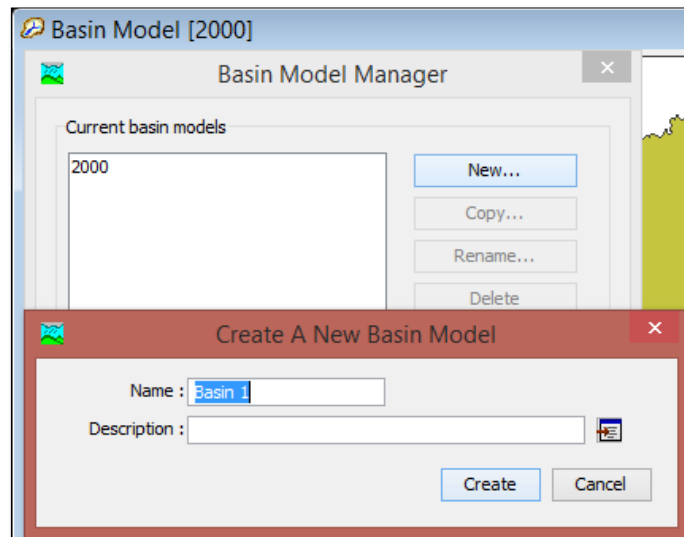 Basin Model [2000]
Basin Model Manager
Current basin models
2000
New...
Copy...
Rename...
Delete
Create A New Basin Model
Name : Basin 1
Description :
Create Cancel